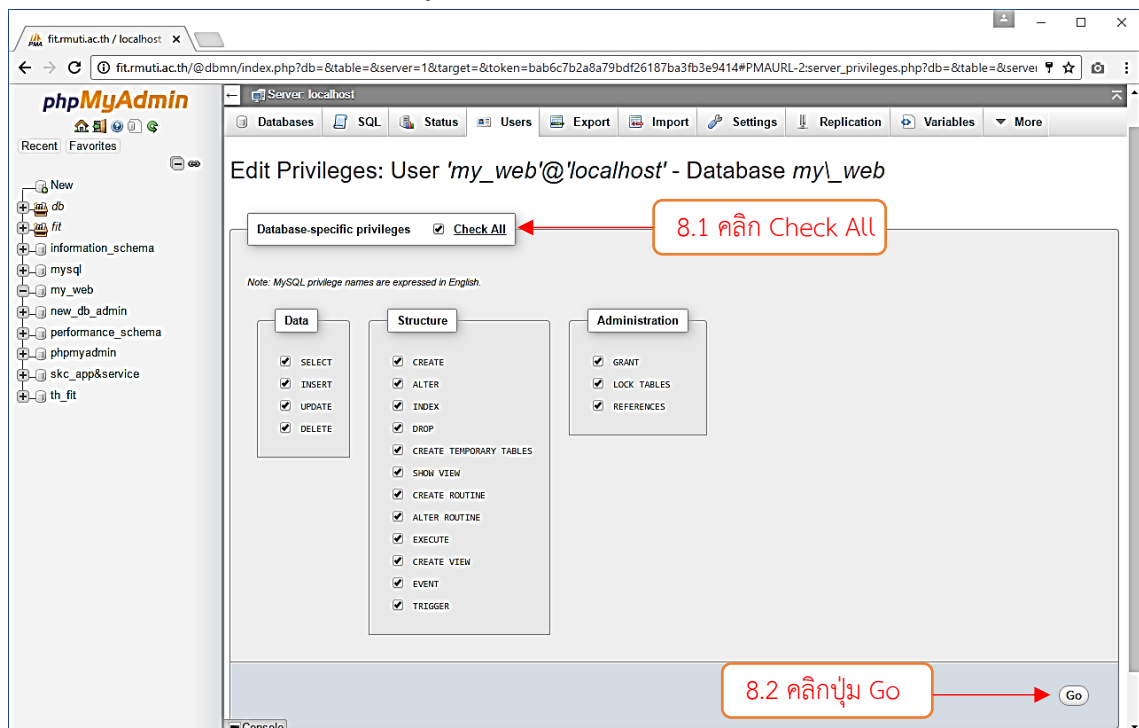 fit.rmuti.ac.th / localhost
fit.rmuti.ac.th/@dbmn/index.php?db=&table=&server=1&target=&token=bab6c7b2a8a79bdf26187ba3fb3e9414#PMAURL-2:server_privileges.php?db=&table=&server
phpMyAdmin
Recent Favorites
New
db
fit
information_schema
mysql
my_web
new_db_admin
performance_schema
phpmyadmin
skc_app&service
th_fit
Server: localhost
Databases SQL Status Users Export Import Settings Replication Variables More
Edit Privileges: User 'my_web'@'localhost' - Database my\_web
Database-specific privileges Check All
8.1 คลิก Check All
Note: MySQL privilege names are expressed in English.
Data
SELECT
INSERT
UPDATE
DELETE
Structure
CREATE
ALTER
INDEX
DROP
CREATE TEMPORARY TABLES
SHOW VIEW
CREATE ROUTINE
ALTER ROUTINE
EXECUTE
CREATE VIEW
EVENT
TRIGGER
Administration
GRANT
LOCK TABLES
REFERENCES
8.2 คลิกปุ่ม Go
Go
Console